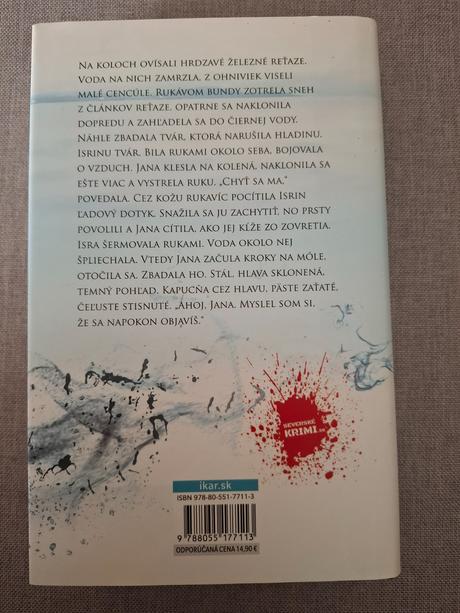 Na koloch ovísali hrdzavé železné reťaze.
Voda na nich zamrzla, z ohniviek viseli
malé cencúle. Rukávom bundy zotrela sneh
z článkov reťaze, opatrne sa naklonila
dopredu a zahľadela sa do čiernej vody.
Náhle zbadala tvár, ktorá narušila hladinu.
Isrinu tvár. Bila rukami okolo seba, bojovala
o vzduch. Jana klesla na kolená, naklonila sa
ešte viac a vystrela ruku. „Chyť sa ma,“
povedala. Cez kožu rukavíc pocítila Isrin
ľadový dotyk. Snažila sa ju zachytiť, no prsty
povolili a Jana cítila, ako jej kĺže zo zovretia.
Isra šermovala rukami. Voda okolo nej
špliechala. Vtedy Jana začula kroky na móle,
otočila sa. Zbadala ho. Stál, hlava sklonená,
temný pohľad. Kapucňa cez hlavu, päste zaťaté,
čeľuste stisnuté. „Ahoj, Jana. Myslel som si,
že sa napokon objavíš.“
SEVERSKÉ
KRIMI.sk
ikar.sk
ISBN 978-80-551-7711-3
9 788055 177113
ODPORÚČANÁ CENA 14,90 €